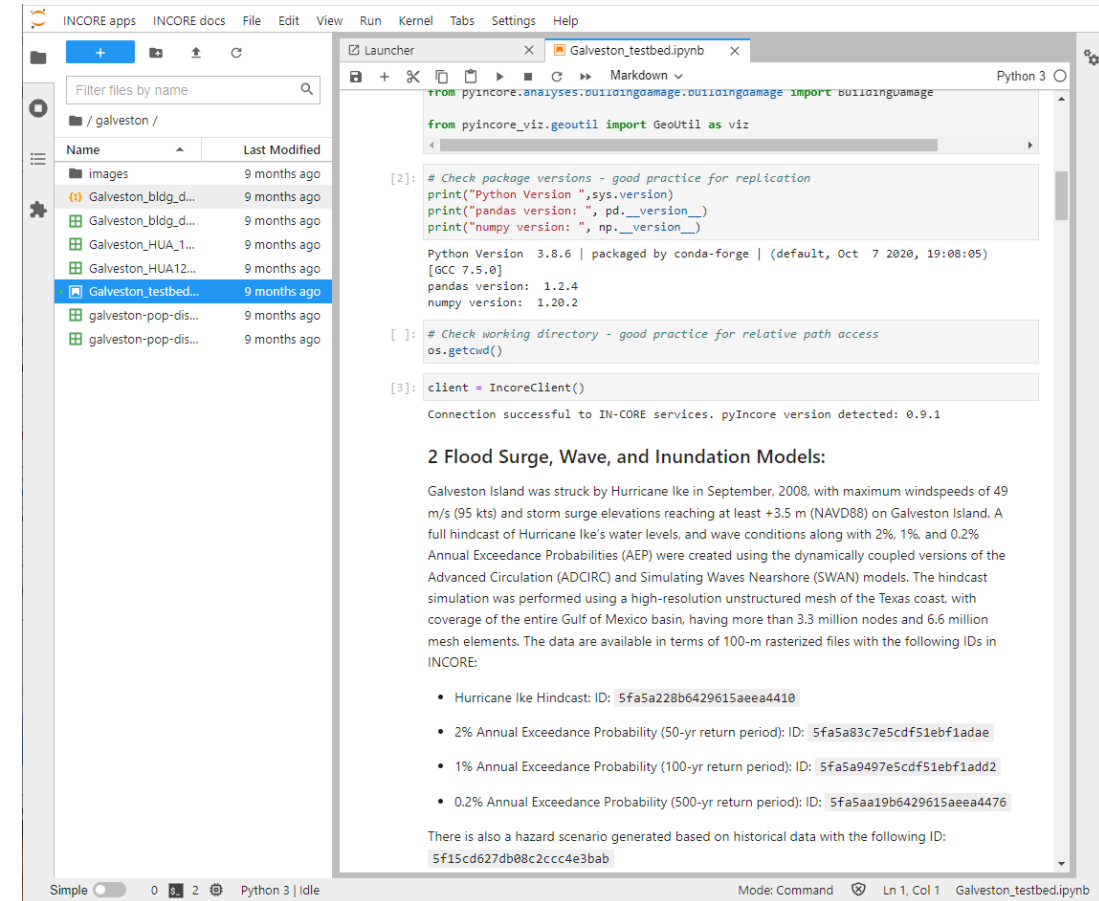 INCORE apps INCORE docs File Edit View Run Kernel Tabs Settings Help
Filter files by name
/ galveston /
Name Last Modified
images 9 months ago
Galveston_bldg_d... 9 months ago
Galveston_bldg_d... 9 months ago
Galveston_HUA_1... 9 months ago
Galveston_HUA12... 9 months ago
Galveston_testbed... 9 months ago
galveston-pop-dis... 9 months ago
galveston-pop-dis... 9 months ago
Launcher Galveston_testbed.ipynb
Markdown Python 3
from pyincore.analyses.buildingdamage.buildingdamage import BuildingDamage
from pyincore_viz.geoutil import GeoUtil as viz
[2]: # Check package versions - good practice for replication
print("Python Version ",sys.version)
print("pandas version: ", pd.__version__)
print("numpy version: ", np.__version__)
Python Version 3.8.6 | packaged by conda-forge | (default, Oct 7 2020, 19:08:05)
[GCC 7.5.0]
pandas version: 1.2.4
numpy version: 1.20.2
[ ]: # Check working directory - good practice for relative path access
os.getcwd()
[3]: client = IncoreClient()
Connection successful to IN-CORE services. pyIncore version detected: 0.9.1
2 Flood Surge, Wave, and Inundation Models:
Galveston Island was struck by Hurricane Ike in September, 2008, with maximum windspeeds of 49
m/s (95 kts) and storm surge elevations reaching at least +3.5 m (NAVD88) on Galveston Island. A
full hindcast of Hurricane Ike's water levels, and wave conditions along with 2%, 1%, and 0.2%
Annual Exceedance Probabilities (AEP) were created using the dynamically coupled versions of the
Advanced Circulation (ADCIRC) and Simulating Waves Nearshore (SWAN) models. The hindcast
simulation was performed using a high-resolution unstructured mesh of the Texas coast, with
coverage of the entire Gulf of Mexico basin, having more than 3.3 million nodes and 6.6 million
mesh elements. The data are available in terms of 100-m rasterized files with the following IDs in
INCORE:
• Hurricane Ike Hindcast: ID: 5fa5a228b6429615aeea4410
• 2% Annual Exceedance Probability (50-yr return period): ID: 5fa5a83c7e5cdf51ebf1adae
• 1% Annual Exceedance Probability (100-yr return period): ID: 5fa5a9497e5cdf51ebf1add2
• 0.2% Annual Exceedance Probability (500-yr return period): ID: 5fa5aa19b6429615aeea4476
There is also a hazard scenario generated based on historical data with the following ID:
5f15cd627db08c2ccc4e3bab
Simple 0 2 Python 3 | Idle Mode: Command Ln 1, Col 1 Galveston_testbed.ipynb